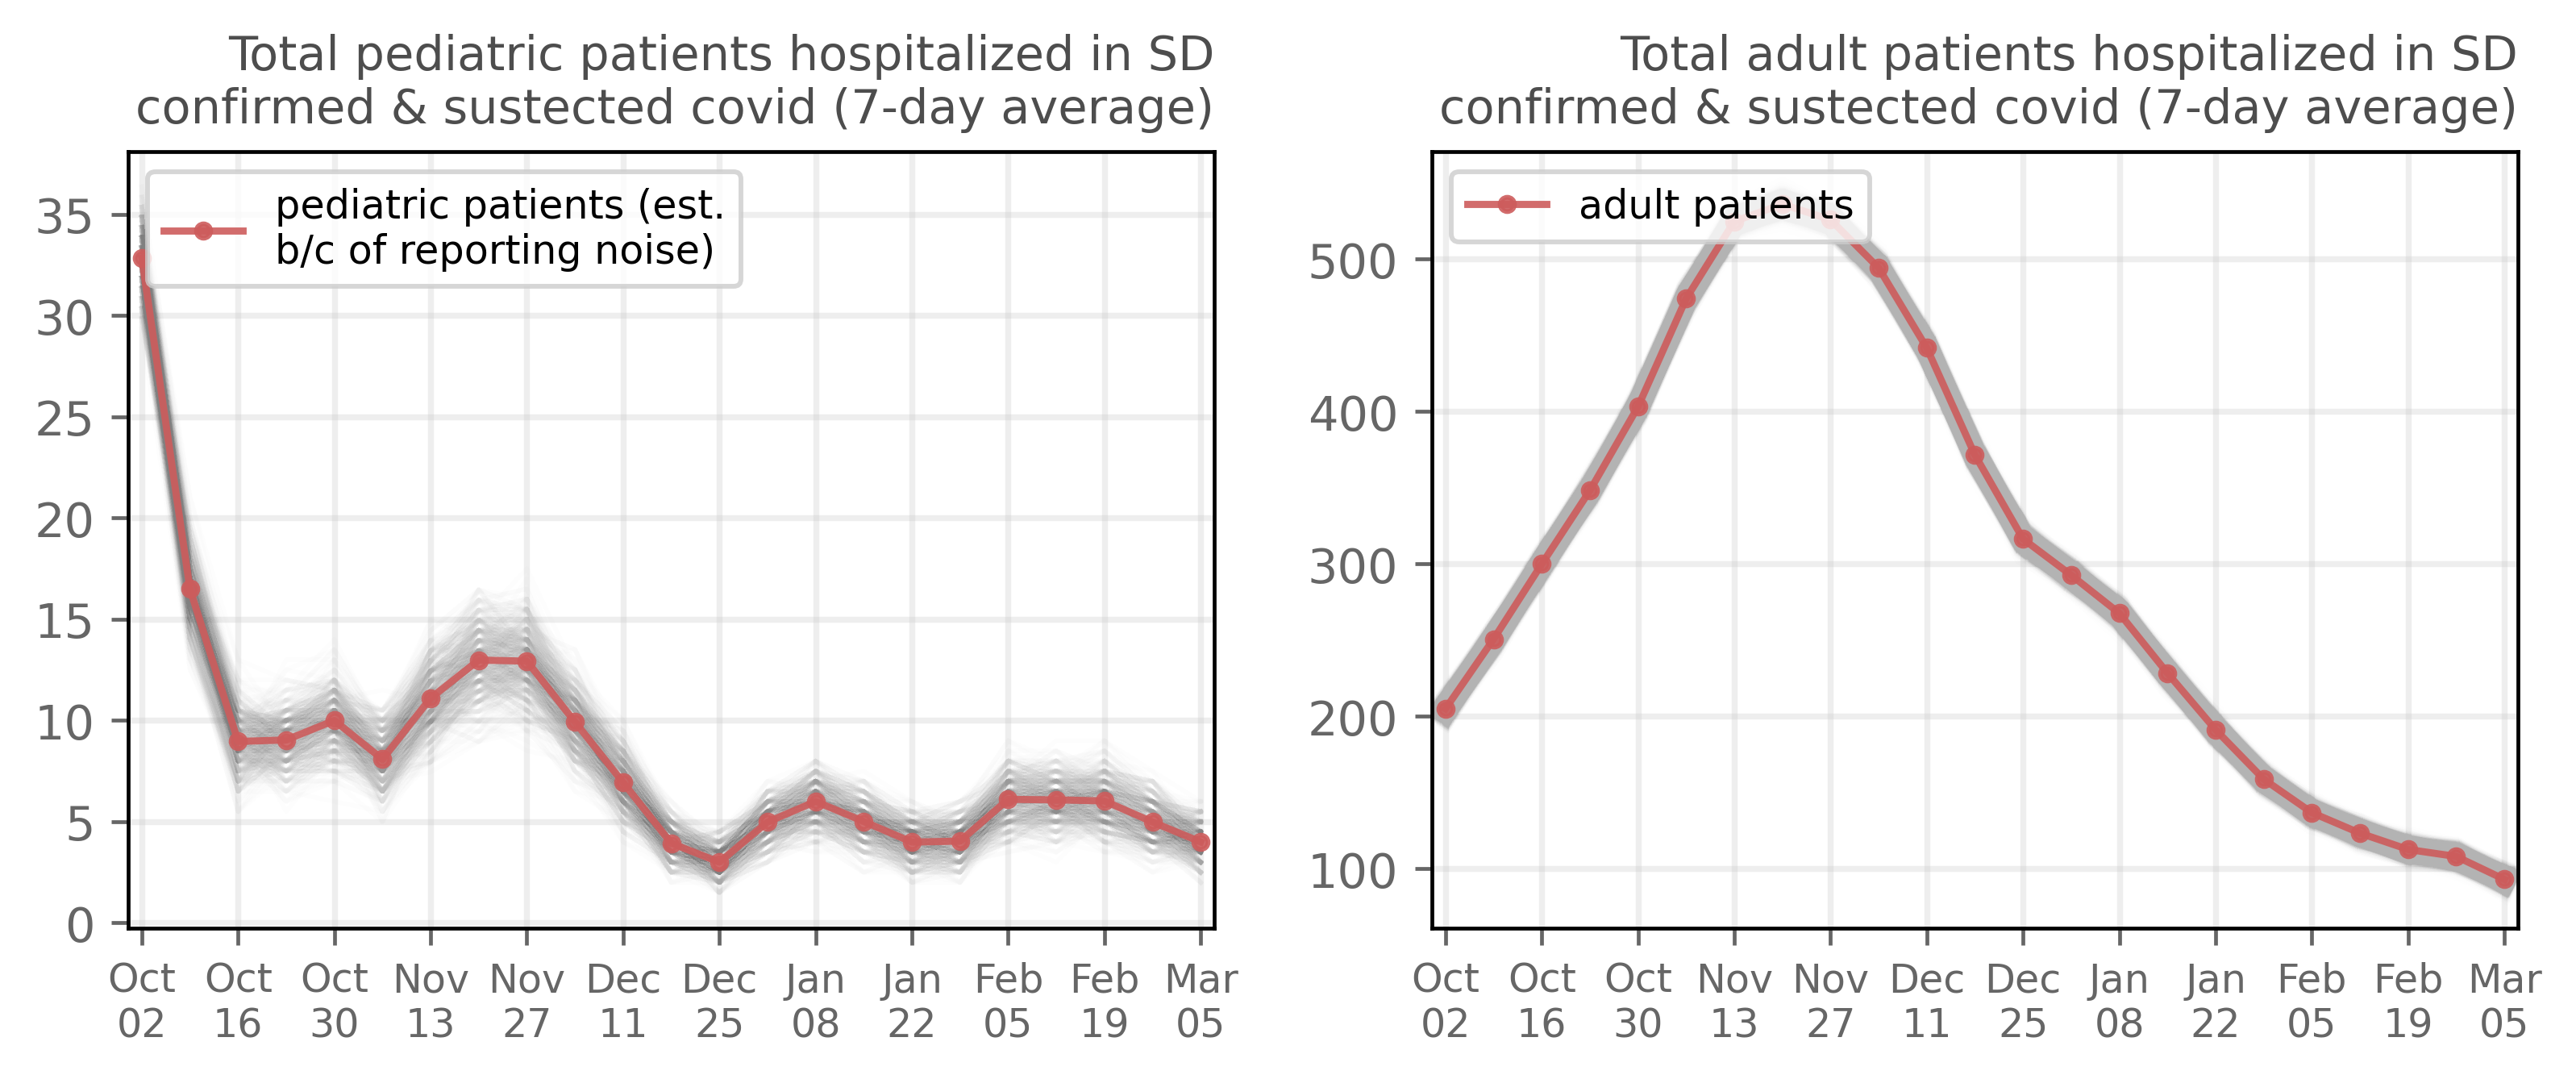 Total pediatric patients hospitalized in SD
confirmed & sustected covid (7-day average)
pediatric patients (est.
b/c of reporting noise)
35
30
25
20
15
10
5
0
Oct Oct Oct Nov Nov Dec Dec Jan Jan Feb Feb Mar
02 16 30 13 27 11 25 08 22 05 19 05
Total adult patients hospitalized in SD
confirmed & sustected covid (7-day average)
adult patients
500
400
300
200
100
Oct Oct Oct Nov Nov Dec Dec Jan Jan Feb Feb Mar
02 16 30 13 27 11 25 08 22 05 19 05